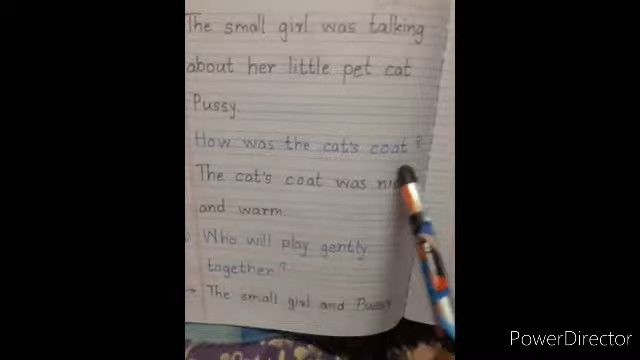 The small girl was talking
about her little pet cat
Pussy.
How was the cat's coat?
The cat's coat was
and warm
Who will play gently
together?
→ The small girl and Pussy
PowerDirector